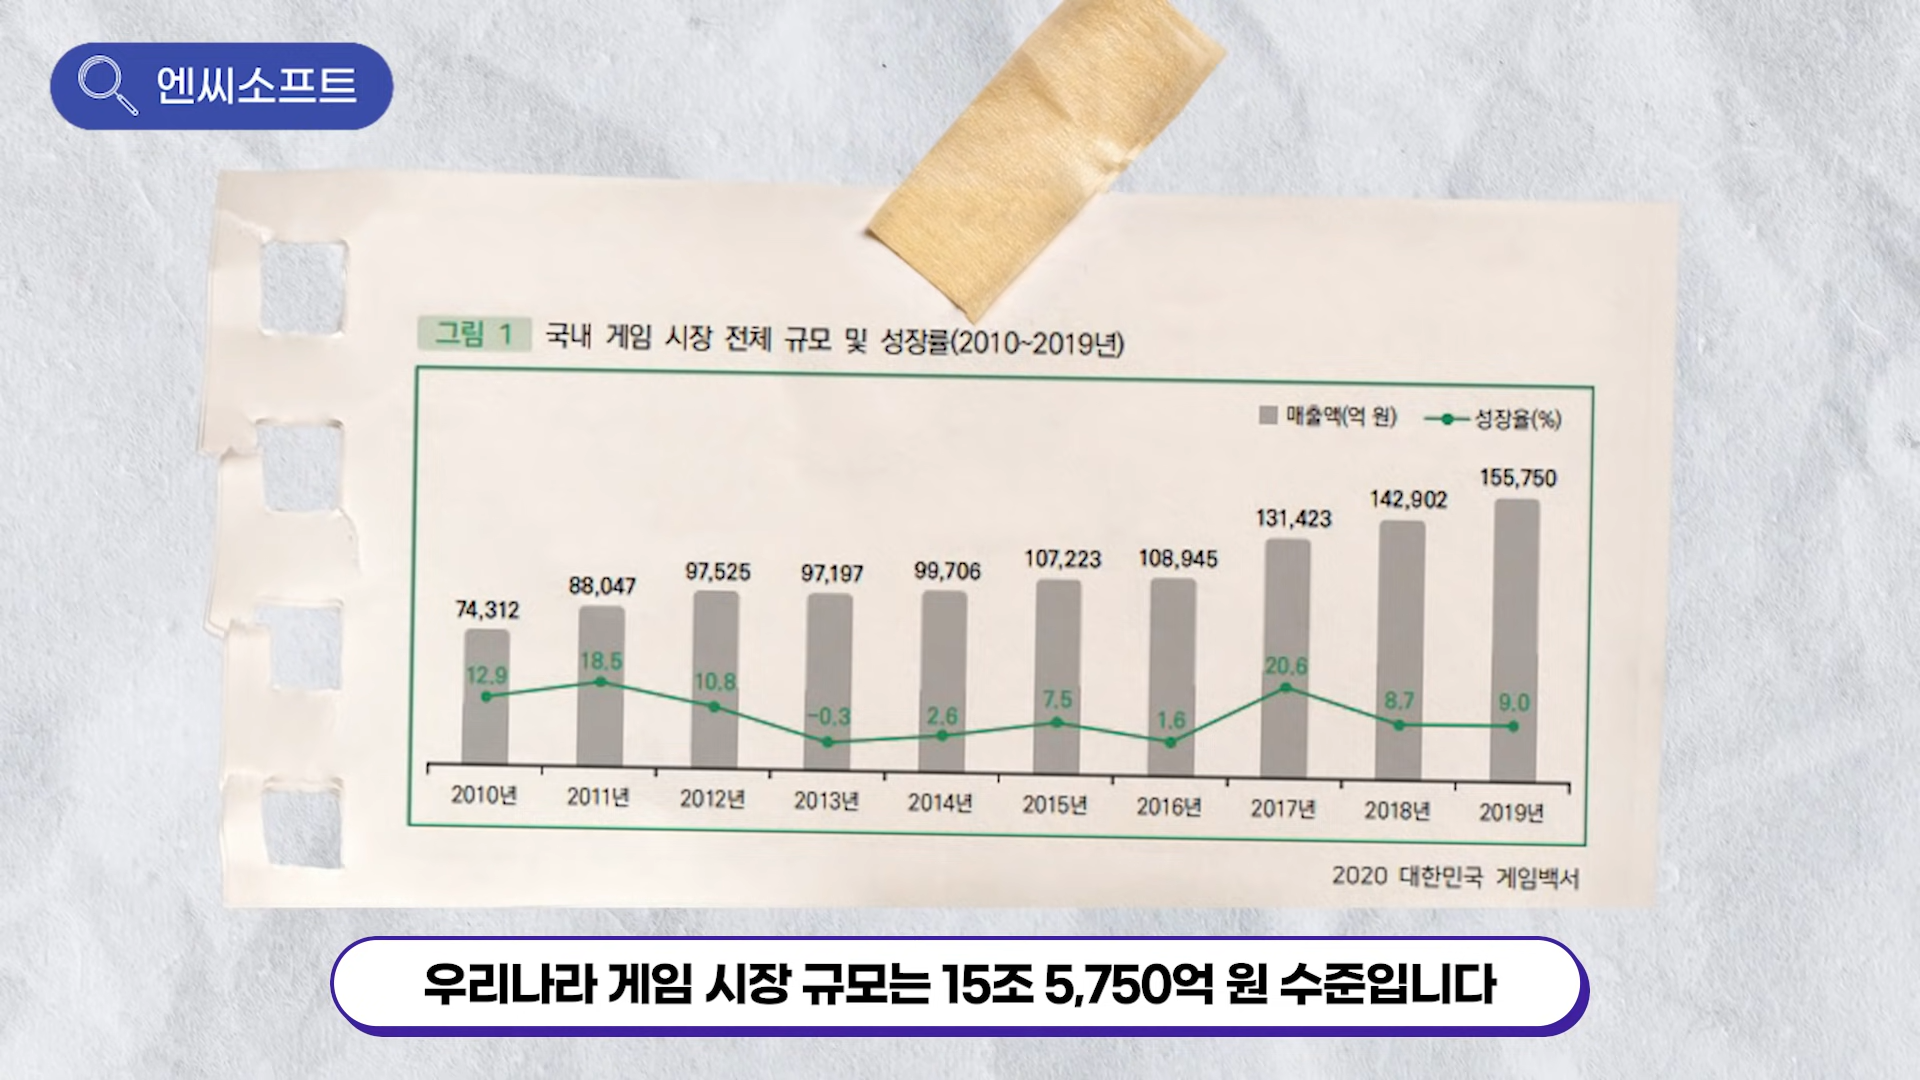 엔씨소프트
그림 1 국내 게임 시장 전체 규모 및 성장률(2010~2019년)
매출액(억 원) 성장율(%)
74,312 88,047 97,525 97,197 99,706 107,223 108,945 131,423 142,902 155,750
12.9 18.5 10.8 -0.3 2.6 7.5 1.6 20.6 8.7 9.0
2010년 2011년 2012년 2013년 2014년 2015년 2016년 2017년 2018년 2019년
2020 대한민국 게임백서
우리나라 게임 시장 규모는 15조 5,750억 원 수준입니다